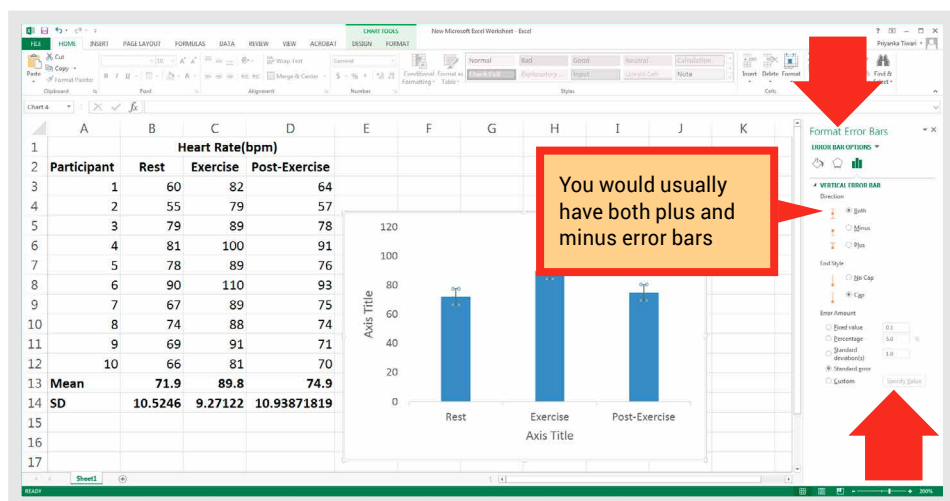 CHART TOOLS
New Microsoft Excel Worksheet - Excel
FILE HOME INSERT PAGE LAYOUT FORMULAS DATA REVIEW VIEW ACROBAT DESIGN FORMAT
Priyanka Tiwari
Cut
Wrap Text
General
Normal Bad Good Neutral Calculation
Paste
Copy
Format Painter
Merge & Center
Conditional Formatting
Format as Table
Check Cell Explanatory ... Input Linked Cell Note
Insert Delete Format
Find & Select
Clipboard Font Alignment Number Styles Cells
Chart 4
fx
A B C D E F G H I J K
1 Heart Rate(bpm)
2 Participant Rest Exercise Post-Exercise
3 1 60 82 64
4 2 55 79 57
5 3 79 89 78
6 4 81 100 91
7 5 78 89 76
8 6 90 110 93
9 7 67 89 75
10 8 74 88 74
11 9 69 91 71
12 10 66 81 70
13 Mean 71.9 89.8 74.9
14 SD 10.5246 9.27122 10.93871819
15
16
17
120
100
80
60
40
20
0
Axis Title
Rest Exercise Post-Exercise
Axis Title
You would usually
have both plus and
minus error bars
Format Error Bars
ERROR BAR OPTIONS
VERTICAL ERROR BAR
Direction
Both
Minus
Plus
End Style
No Cap
Cap
Error Amount
Fixed value 0.1
Percentage 5.0 %
Standard deviation(s) 1.0
Standard error
Custom Specify Value
Sheet1
READY
200%